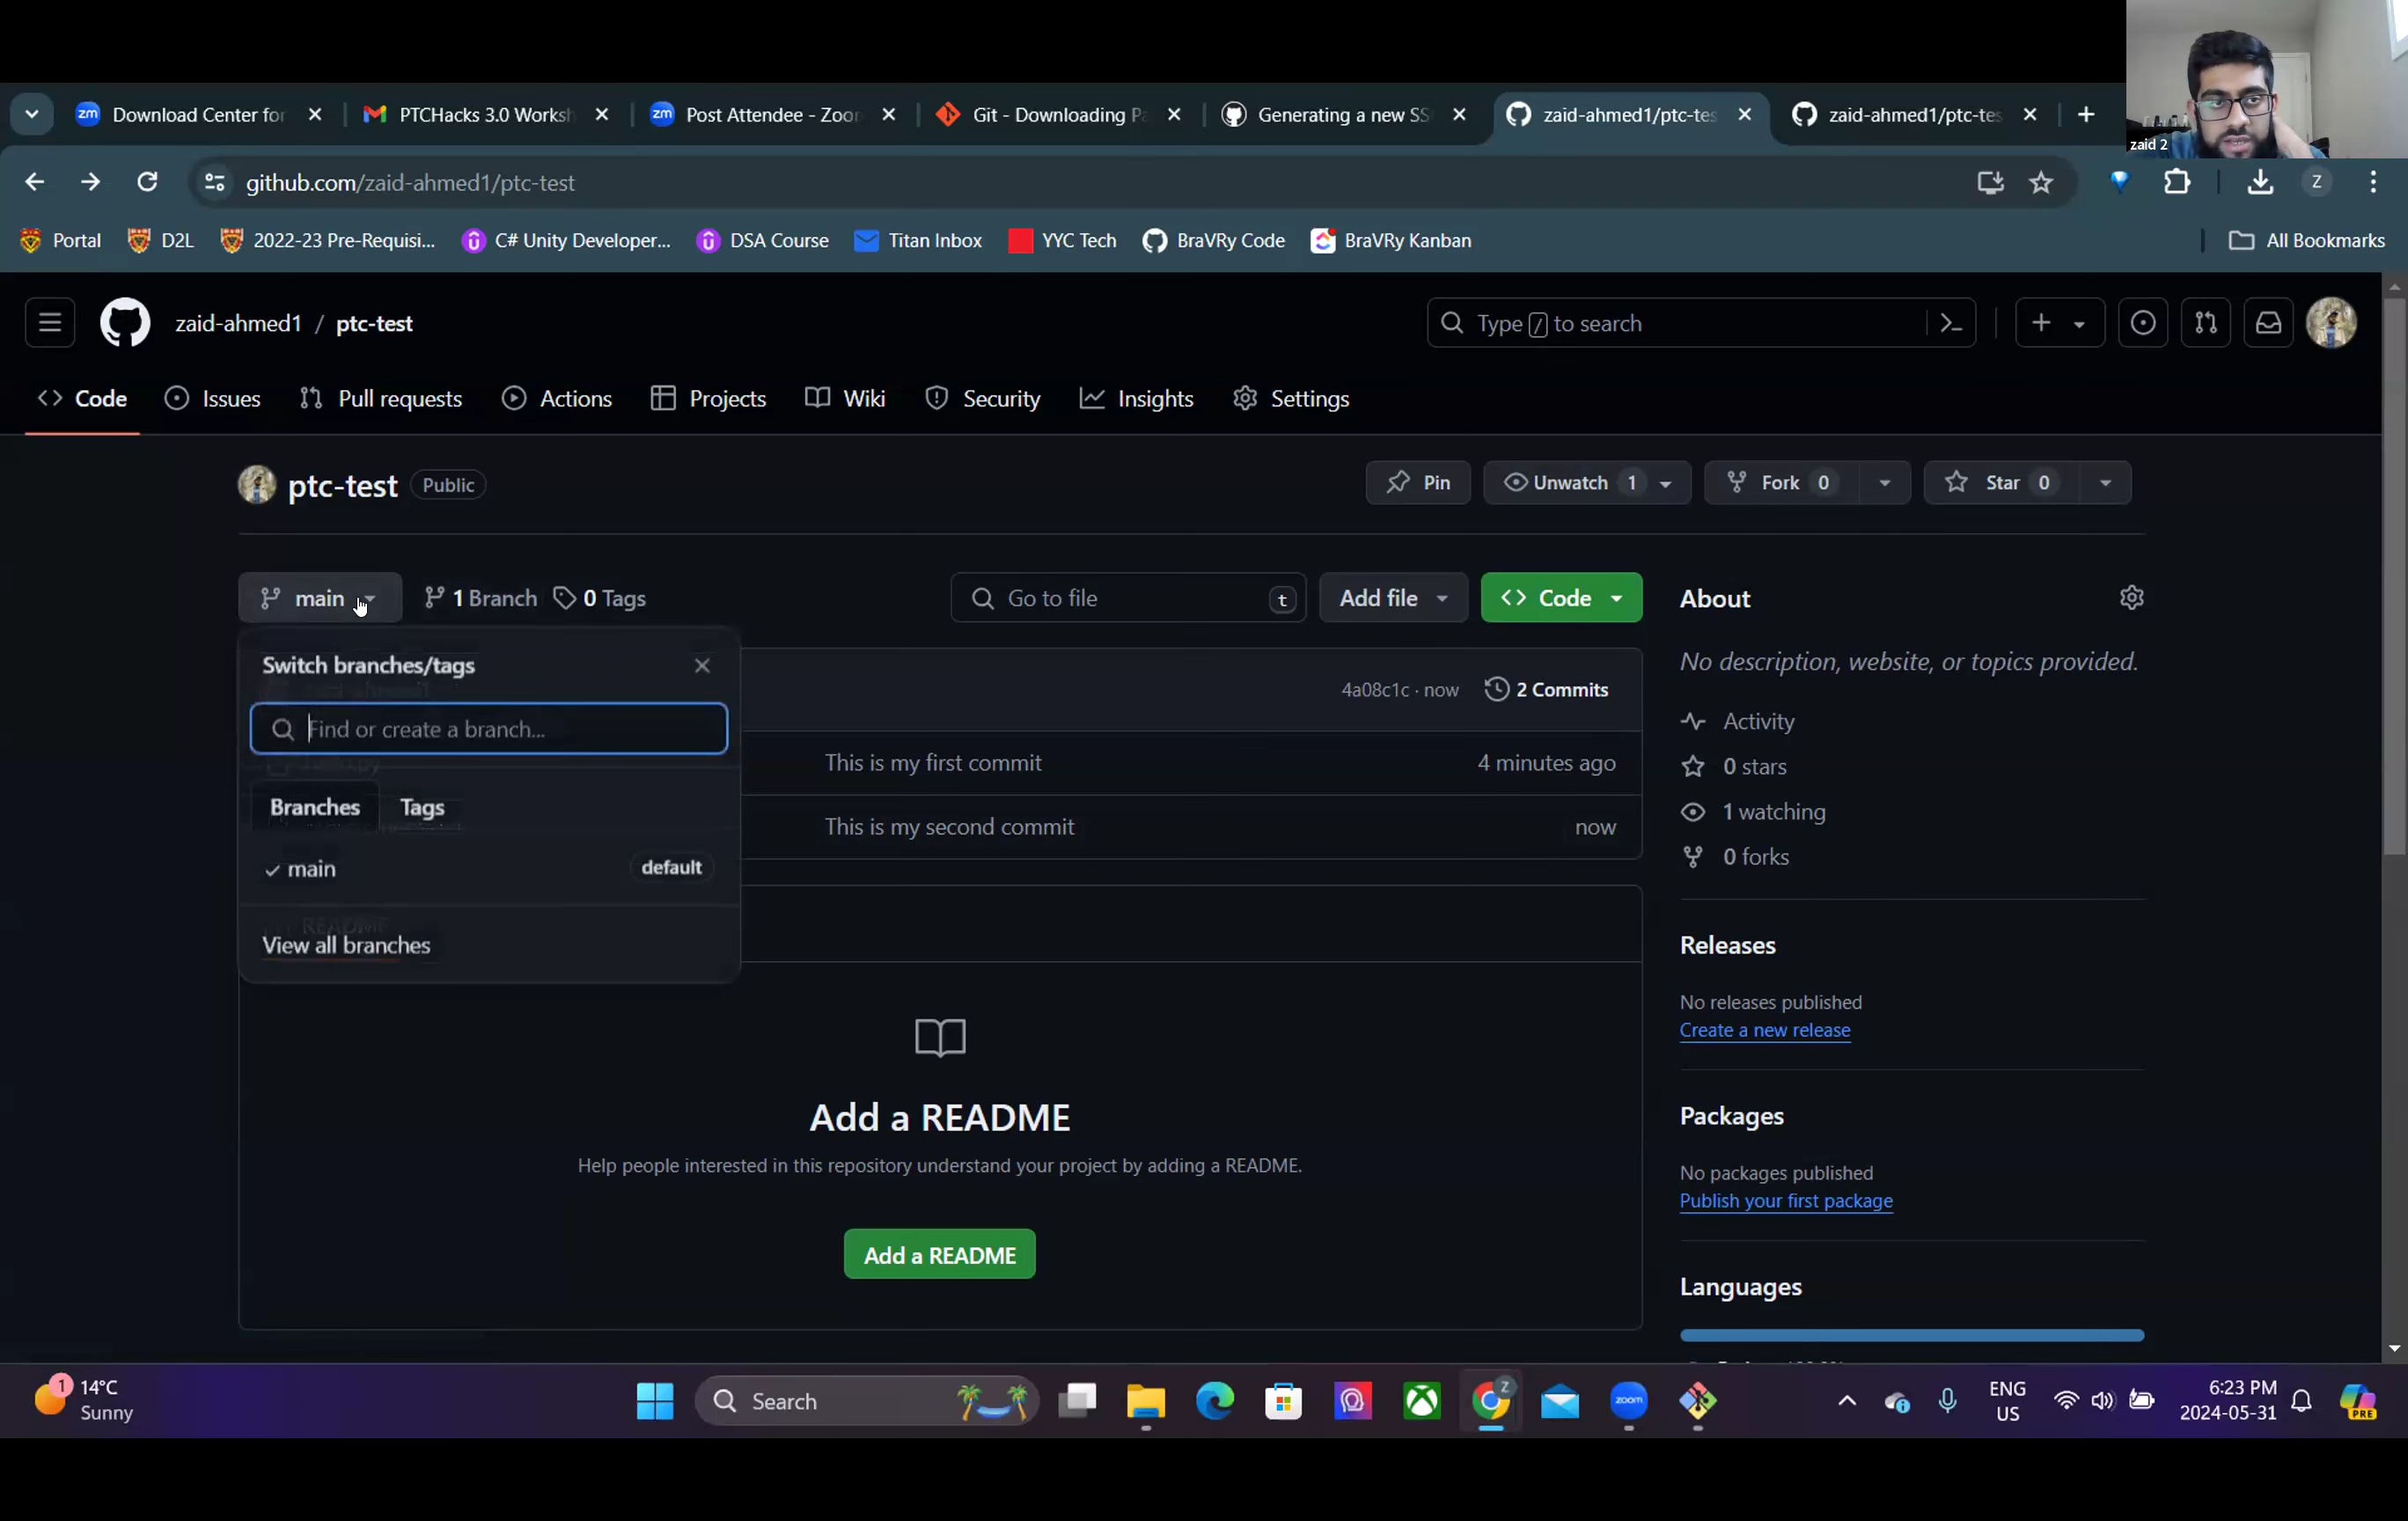 zaid 2
Download Center for
PTCHacks 3.0 Worksh
Post Attendee - Zoom
Git - Downloading Pa
Generating a new SS
zaid-ahmed1/ptc-tes
zaid-ahmed1/ptc-tes
github.com/zaid-ahmed1/ptc-test
Z
Portal
D2L
2022-23 Pre-Requisi...
C# Unity Developer...
DSA Course
Titan Inbox
YYC Tech
BraVRy Code
BraVRy Kanban
All Bookmarks
zaid-ahmed1 / ptc-test
Type / to search
Code
Issues
Pull requests
Actions
Projects
Wiki
Security
Insights
Settings
ptc-test Public
Pin
Unwatch 1
Fork 0
Star 0
main
1 Branch
0 Tags
Go to file t
Add file
Code
Switch branches/tags
Find or create a branch...
Branches Tags
main default
View all branches
README
4a08c1c · now
2 Commits
This is my first commit
4 minutes ago
This is my second commit
now
Add a README
Help people interested in this repository understand your project by adding a README.
Add a README
About
No description, website, or topics provided.
Activity
0 stars
1 watching
0 forks
Releases
No releases published
Create a new release
Packages
No packages published
Publish your first package
Languages
1
14°C
Sunny
Search
Z
zoom
ENG
US
6:23 PM
2024-05-31
PRE